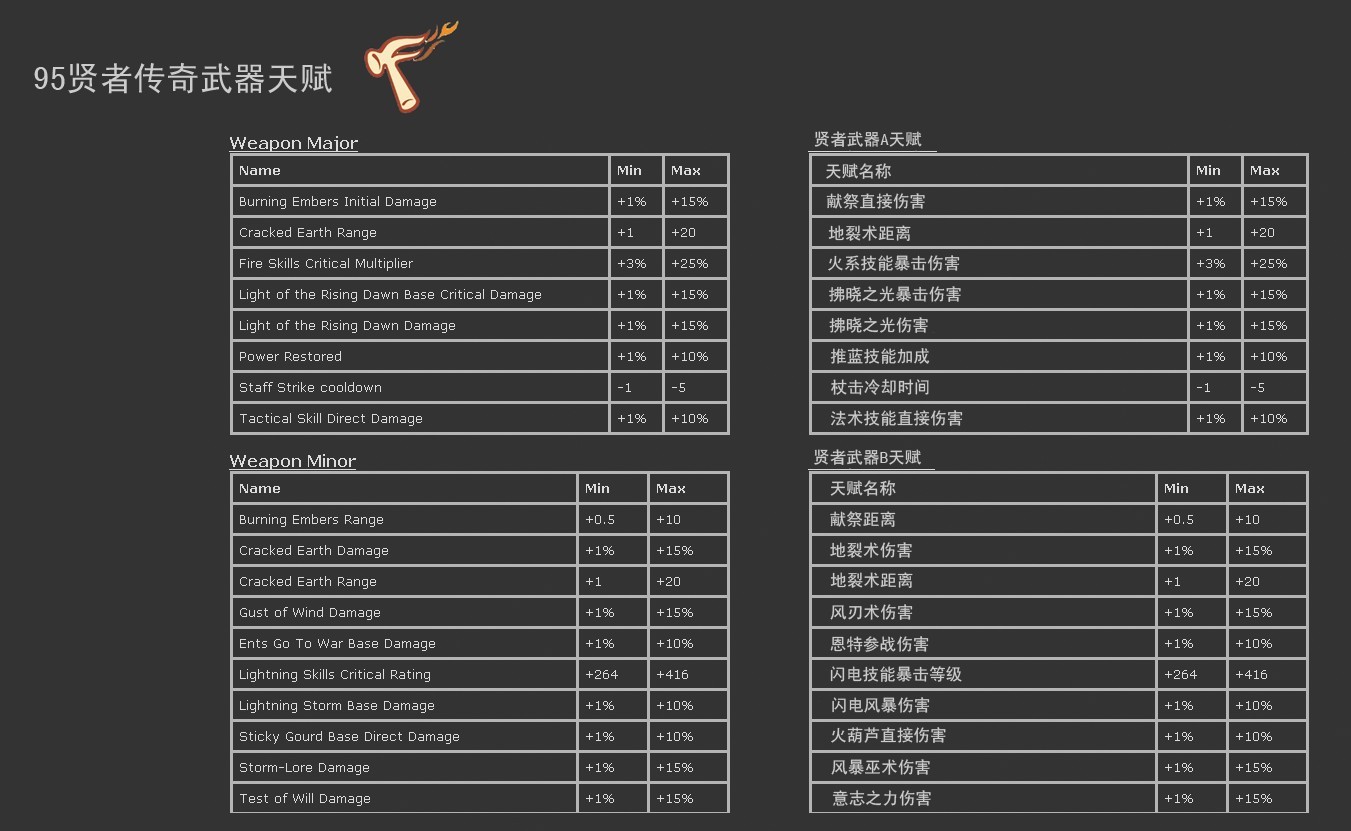 95贤者传奇武器天赋
Weapon Major
Name Min Max
Burning Embers Initial Damage +1% +15%
Cracked Earth Range +1 +20
Fire Skills Critical Multiplier +3% +25%
Light of the Rising Dawn Base Critical Damage +1% +15%
Light of the Rising Dawn Damage +1% +15%
Power Restored +1% +10%
Staff Strike cooldown -1 -5
Tactical Skill Direct Damage +1% +10%
贤者武器A天赋
天赋名称 Min Max
献祭直接伤害 +1% +15%
地裂术距离 +1 +20
火系技能暴击伤害 +3% +25%
拂晓之光暴击伤害 +1% +15%
拂晓之光伤害 +1% +15%
推蓝技能加成 +1% +10%
杖击冷却时间 -1 -5
法术技能直接伤害 +1% +10%
Weapon Minor
Name Min Max
Burning Embers Range +0.5 +10
Cracked Earth Damage +1% +15%
Cracked Earth Range +1 +20
Gust of Wind Damage +1% +15%
Ents Go To War Base Damage +1% +10%
Lightning Skills Critical Rating +264 +416
Lightning Storm Base Damage +1% +10%
Sticky Gourd Base Direct Damage +1% +10%
Storm-Lore Damage +1% +15%
Test of Will Damage +1% +15%
贤者武器B天赋
天赋名称 Min Max
献祭距离 +0.5 +10
地裂术伤害 +1% +15%
地裂术距离 +1 +20
风刃术伤害 +1% +15%
恩特参战伤害 +1% +10%
闪电技能暴击等级 +264 +416
闪电风暴伤害 +1% +10%
火葫芦直接伤害 +1% +10%
风暴巫术伤害 +1% +15%
意志之力伤害 +1% +15%